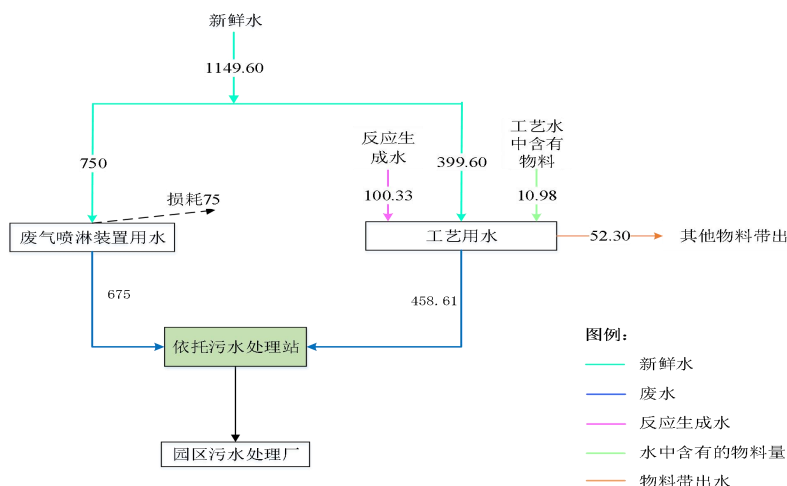 新鲜水
1149.60
750
399.60
反应生
成水
100.33
工艺水
中含有
物料
10.98
损耗75
废气喷淋装置用水
工艺用水
52.30
其他物料带出
675
458.61
依托污水处理站
园区污水处理厂
图例：
新鲜水
废水
反应生成水
水中含有的物料量
物料带出水